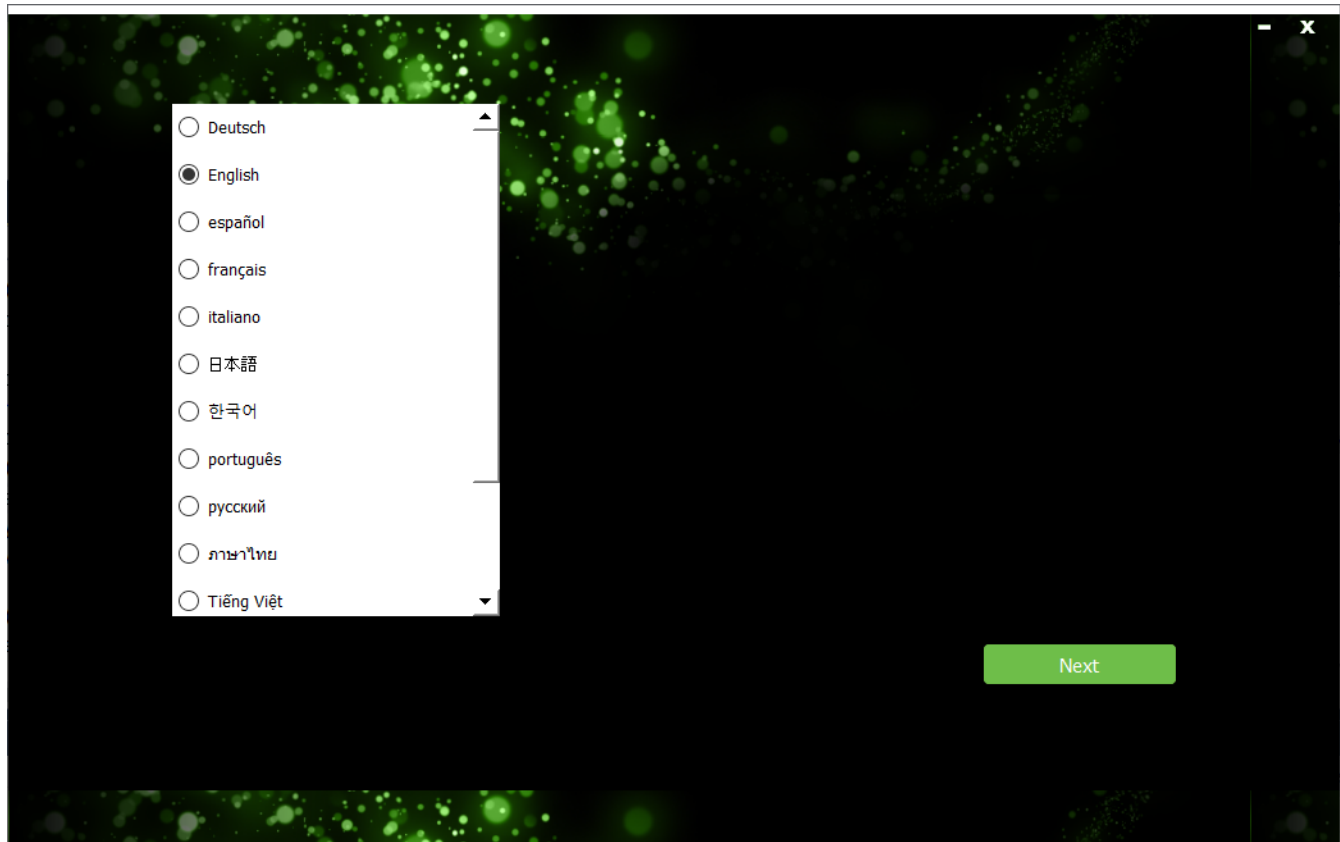 Deutsch
English
español
français
italiano
日本語
한국어
português
русский
ภาษาไทย
Tiếng Việt
Next